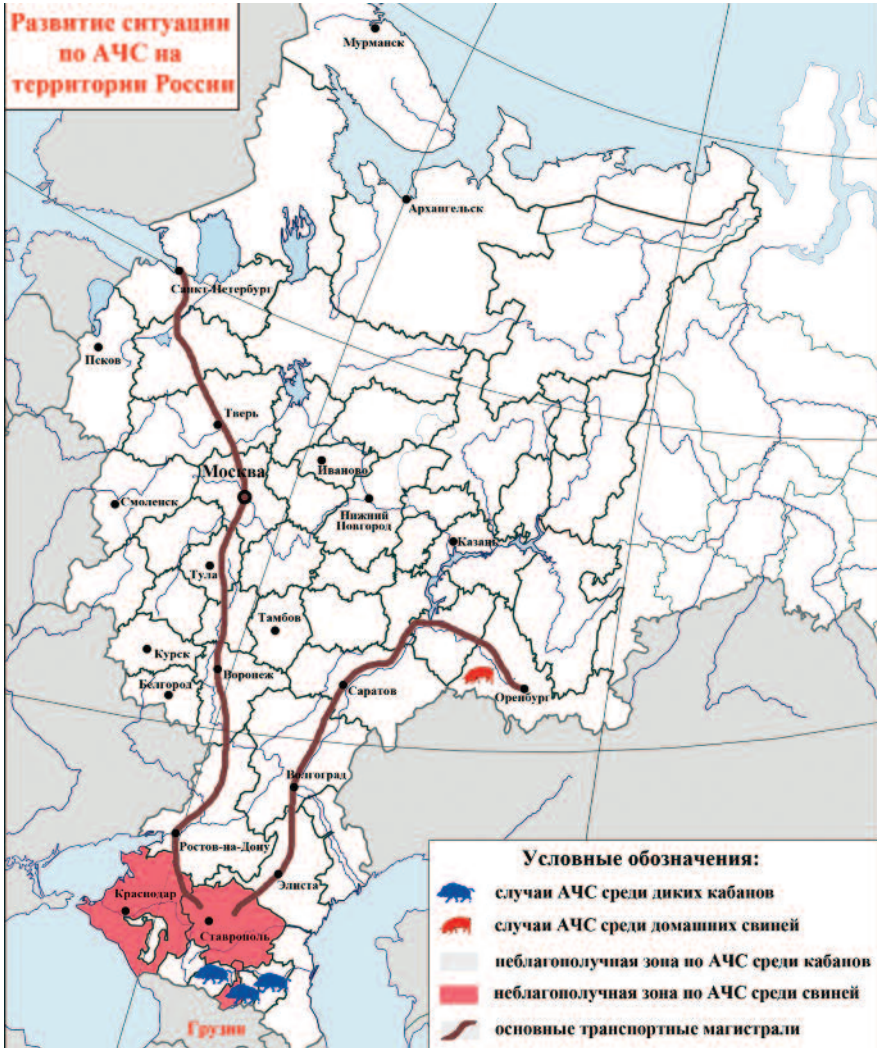 Развитие ситуации
по АЧС на
территории России
Мурманск
Архангельск
Санкт-Петербург
Псков
Тверь
Москва
Иваново
Смоленск
Нижний
Новгород
Казань
Тула
Тамбов
Курск
Воронеж
Белгород
Саратов
Оренбург
Волгоград
Ростов-на-Дону
Элиста
Краснодар
Ставрополь
Грузия
Условные обозначения:
случаи АЧС среди диких кабанов
случаи АЧС среди домашних свиней
неблагополучная зона по АЧС среди кабанов
неблагополучная зона по АЧС среди свиней
основные транспортные магистрали